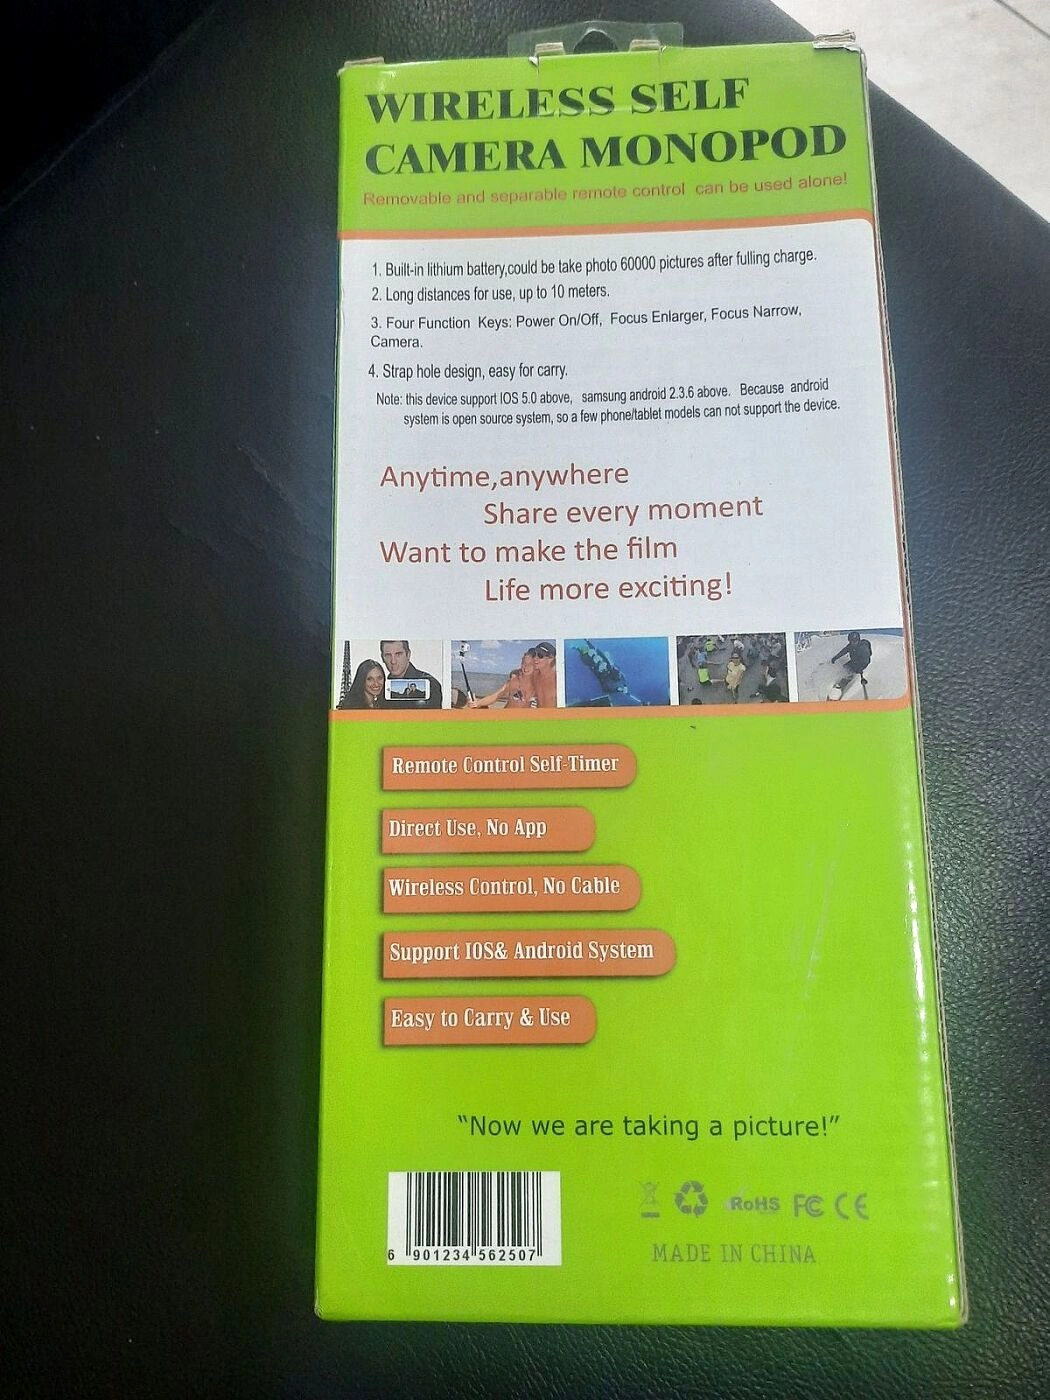 WIRELESS SELF
CAMERA MONOPOD
Removable and separable remote control can be used alone!
1. Built-in lithium battery,could be take photo 60000 pictures after fulling charge.
2. Long distances for use, up to 10 meters.
3. Four Function Keys: Power On/Off, Focus Enlarger, Focus Narrow,
Camera.
4. Strap hole design, easy for carry.
Note: this device support IOS 5.0 above, samsung android 2.3.6 above. Because android
system is open source system, so a few phone/tablet models can not support the device.
Anytime,anywhere
Share every moment
Want to make the film
Life more exciting!
Remote Control Self-Timer
Direct Use, No App
Wireless Control, No Cable
Support IOS& Android System
Easy to Carry & Use
“Now we are taking a picture!”
RoHS FC CE
MADE IN CHINA
6 901234 562507